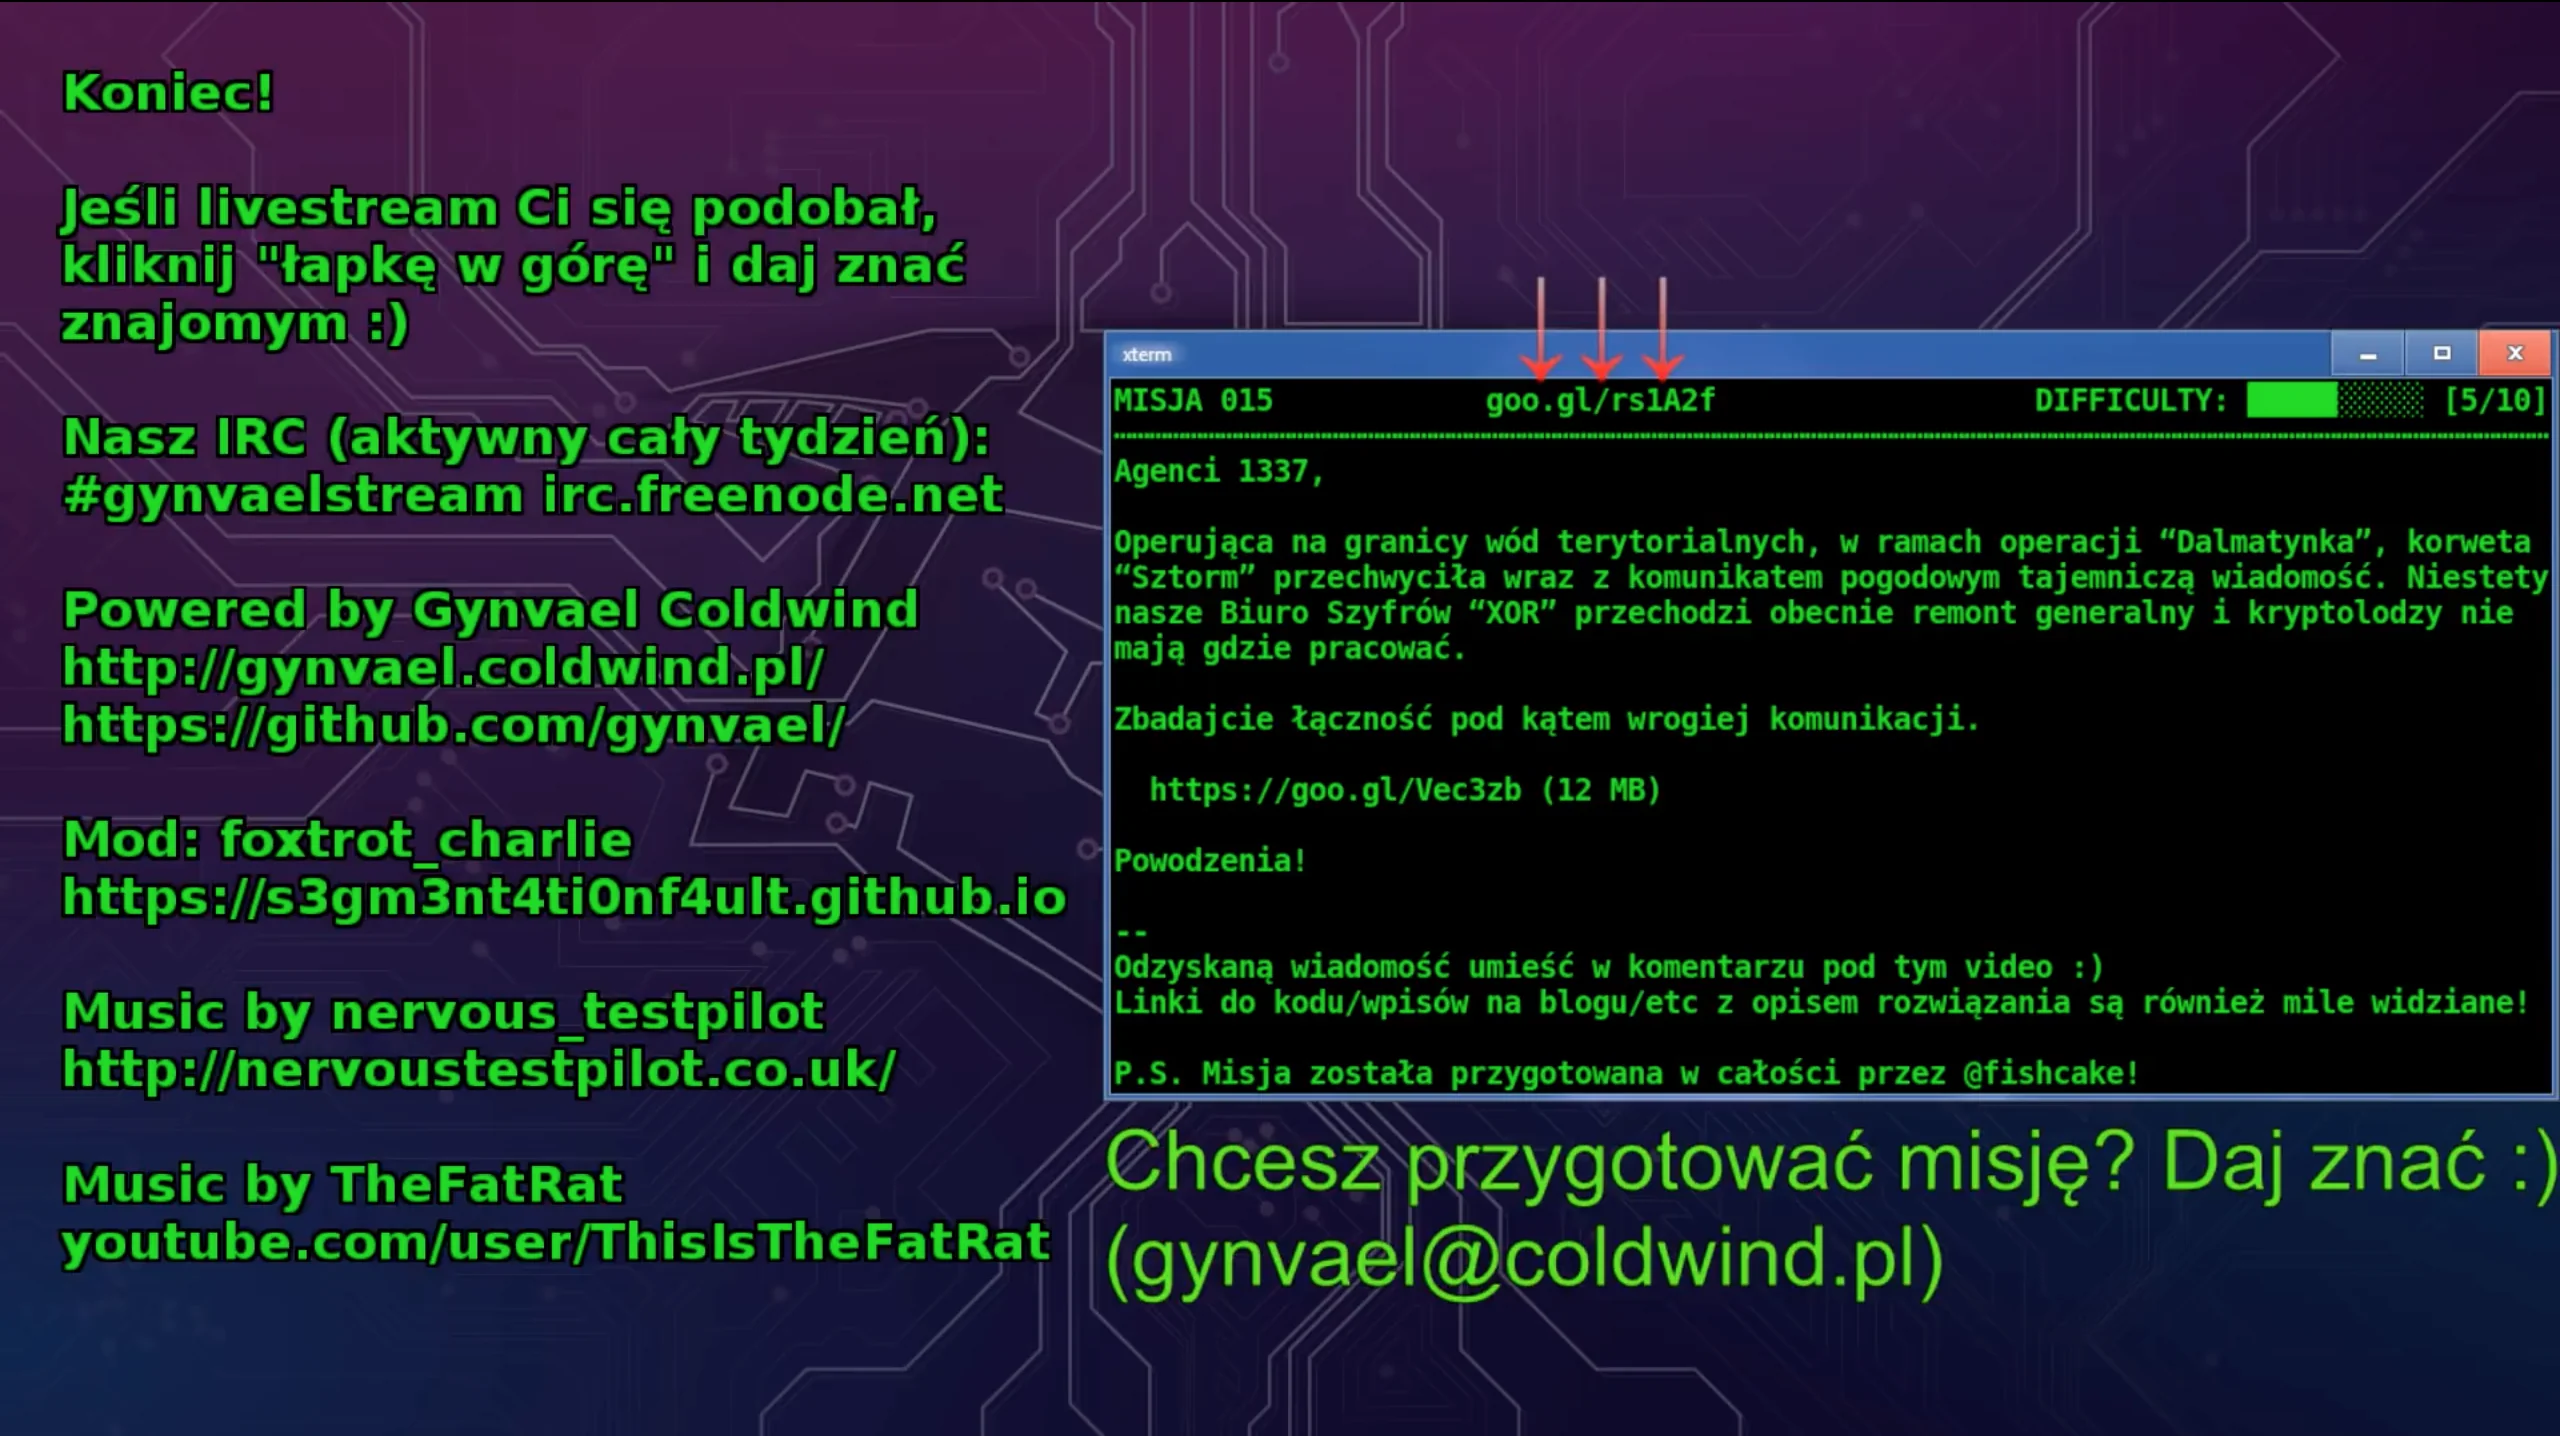 Koniec!
Jeśli livestream Ci się podobał,
kliknij "łapkę w górę" i daj znać
znajomym :)
Nasz IRC (aktywny cały tydzień):
#gynvaelstream irc.freenode.net
Powered by Gynvael Coldwind
http://gynvael.coldwind.pl/
https://github.com/gynvael/
Mod: foxtrot_charlie
https://s3gm3nt4ti0nf4ult.github.io
Music by nervous_testpilot
http://nervoustestpilot.co.uk/
Music by TheFatRat
youtube.com/user/ThisIsTheFatRat
xterm
MISJA 015 goo.gl/rs1A2f DIFFICULTY: [5/10]
Agenci 1337,
Operująca na granicy wód terytorialnych, w ramach operacji “Dalmatynka”, korweta
“Sztorm” przechwyciła wraz z komunikatem pogodowym tajemniczą wiadomość. Niestety
nasze Biuro Szyfrów “XOR” przechodzi obecnie remont generalny i kryptolodzy nie
mają gdzie pracować.
Zbadajcie łączność pod kątem wrogiej komunikacji.
https://goo.gl/Vec3zb (12 MB)
Powodzenia!
--
Odzyskaną wiadomość umieść w komentarzu pod tym video :)
Linki do kodu/wpisów na blogu/etc z opisem rozwiązania są również mile widziane!
P.S. Misja została przygotowana w całości przez @fishcake!
Chcesz przygotować misję? Daj znać :)
(gynvael@coldwind.pl)